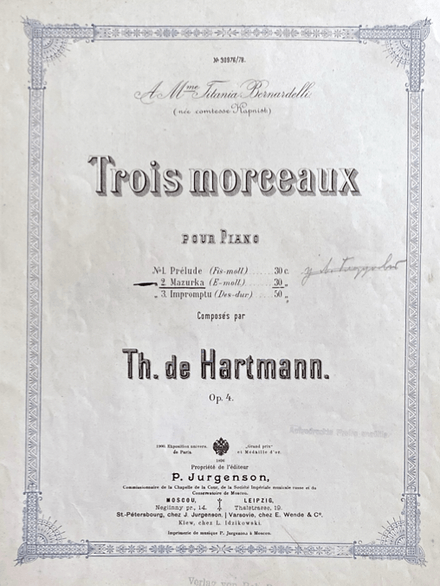 № 30976/78.
A Mme Titania Bernardelli
(née comtesse Kapnist)
Trois morceaux
POUR PIANO
№ 1. Prélude (Fis-moll) . . . . 30 c.
„ 2. Mazurka (E-moll) . . . . . 30 „
„ 3. Impromptu (Des-dur) . . . 50 „
Composés par
Th. de Hartmann.
Op. 4.
1900. Exposition univers. de Paris. „Grand prix" et Médaille d'or.
Propriété de l'éditeur
P. Jurgenson,
Commissionnaire de la Chapelle de la Cour, de la Société Impériale musicale russe et du
Conservatoire de Moscou.
MOSCOU, LEIPZIG,
Neglinny pr., 14. Thalstrasse, 19.
St.-Pétersbourg, chez J. Jurgenson. | Varsovie, chez E. Wende & Co.
Kiew, chez L. Idzikowski.
Imprimerie de musique P. Jurgenson à Moscou.
Verlag von